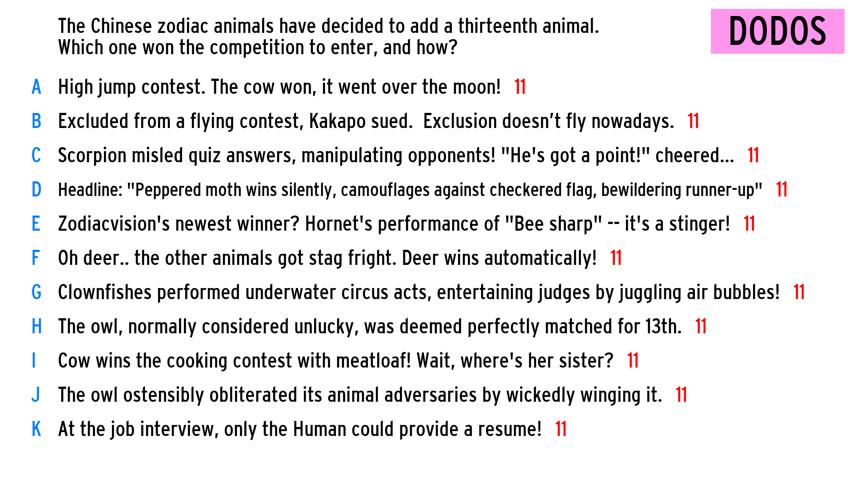 The Chinese zodiac animals have decided to add a thirteenth animal.
Which one won the competition to enter, and how?
DODOS
A High jump contest. The cow won, it went over the moon! 11
B Excluded from a flying contest, Kakapo sued.  Exclusion doesn't fly nowadays. 11
C Scorpion misled quiz answers, manipulating opponents! "He's got a point!" cheered... 11
D Headline: "Peppered moth wins silently, camouflages against checkered flag, bewildering runner-up" 11
E Zodiacvision's newest winner? Hornet's performance of "Bee sharp" -- it's a stinger! 11
F Oh deer.. the other animals got stag fright. Deer wins automatically! 11
G Clownfishes performed underwater circus acts, entertaining judges by juggling air bubbles! 11
H The owl, normally considered unlucky, was deemed perfectly matched for 13th. 11
I Cow wins the cooking contest with meatloaf! Wait, where's her sister? 11
J The owl ostensibly obliterated its animal adversaries by wickedly winging it. 11
K At the job interview, only the Human could provide a resume! 11